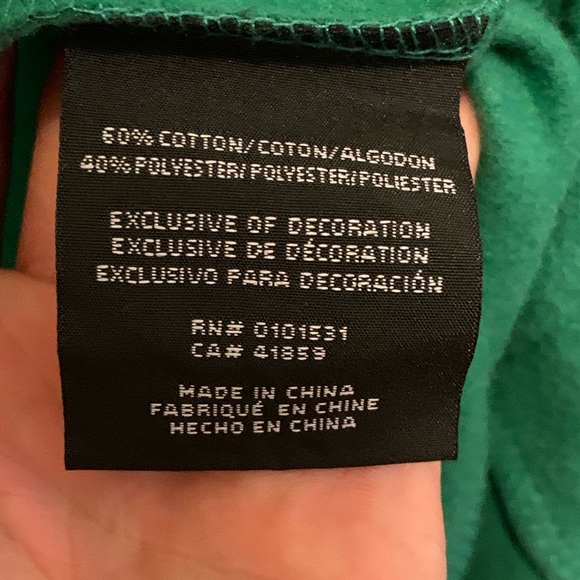 60% COTTON/COTON/ALGODON
40% POLYESTER/POLYESTER/POLIESTER
EXCLUSIVE OF DECORATION
EXCLUSIVE DE DÉCORATION
EXCLUSIVO PARA DECORACIÓN
RN# 0101531
CA# 41859
MADE IN CHINA
FABRIQUÉ EN CHINE
HECHO EN CHINA